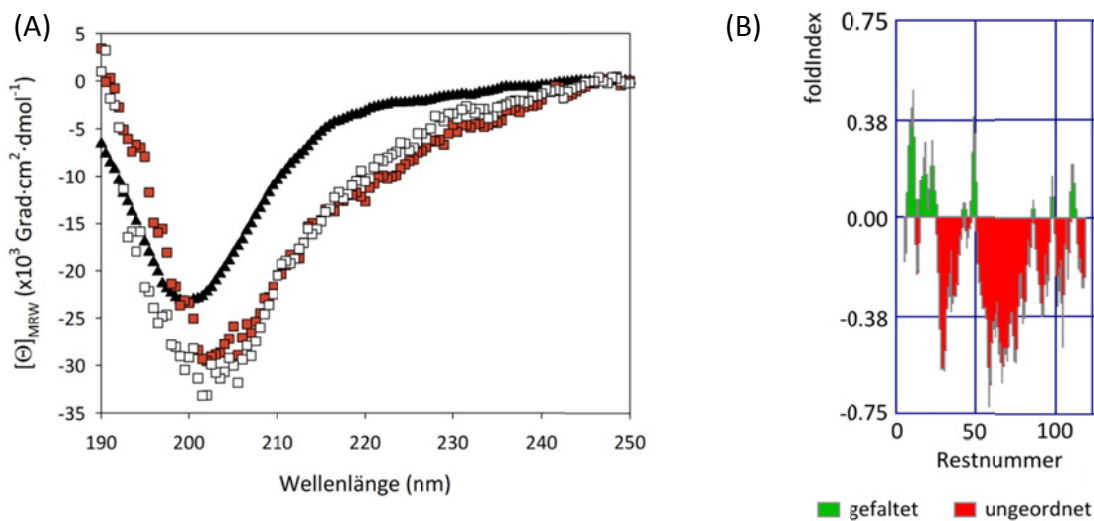 (A)
5
0
-5
-10
-15
-20
-25
-30
-35
[Θ]MRW (x10³ Grad·cm²·dmol⁻¹)
190 200 210 220 230 240 250
Wellenlänge (nm)
(B)
0.75
0.38
0.00
-0.38
-0.75
foldIndex
0 50 100
Restnummer
gefaltet ungeordnet